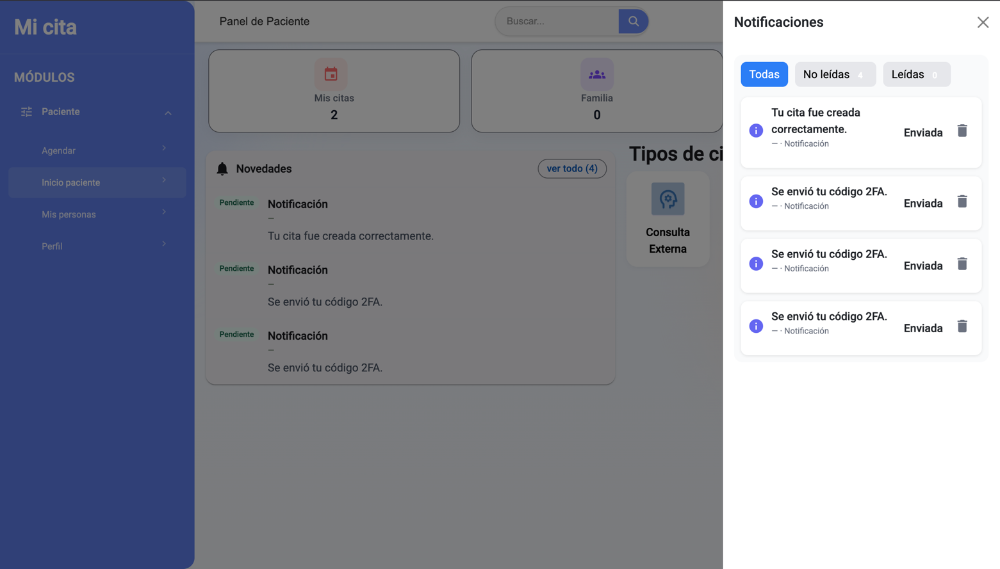 Mi cita
MÓDULOS
Paciente
Agendar
Inicio paciente
Mis personas
Perfil
Panel de Paciente
Buscar...
Mis citas
2
Familia
0
Novedades
ver todo (4)
Pendiente
Notificación
–
Tu cita fue creada correctamente.
Pendiente
Notificación
–
Se envió tu código 2FA.
Pendiente
Notificación
–
Se envió tu código 2FA.
Tipos de ci
Consulta
Externa
Notificaciones
Todas
No leídas 4
Leídas 0
Tu cita fue creada
correctamente.
– · Notificación
Enviada
Se envió tu código 2FA.
– · Notificación
Enviada
Se envió tu código 2FA.
– · Notificación
Enviada
Se envió tu código 2FA.
– · Notificación
Enviada